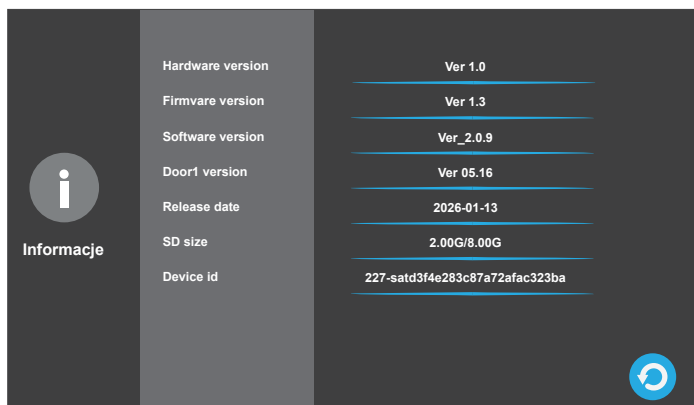 Hardware version Ver 1.0
Firmvare version Ver 1.3
Software version Ver_2.0.9
Door1 version Ver 05.16
Release date 2026-01-13
SD size 2.00G/8.00G
Device id 227-satd3f4e283c87a72afac323ba
Informacje